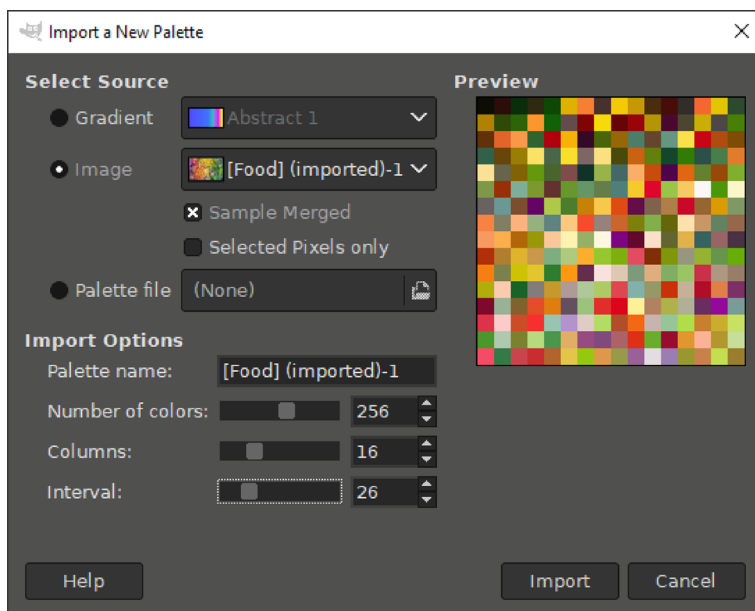 Import a New Palette
Select Source
Preview
Gradient
Abstract 1
Image
[Food] (imported)-1
Sample Merged
Selected Pixels only
Palette file
(None)
Import Options
Palette name:
[Food] (imported)-1
Number of colors:
256
Columns:
16
Interval:
26
Help
Import
Cancel